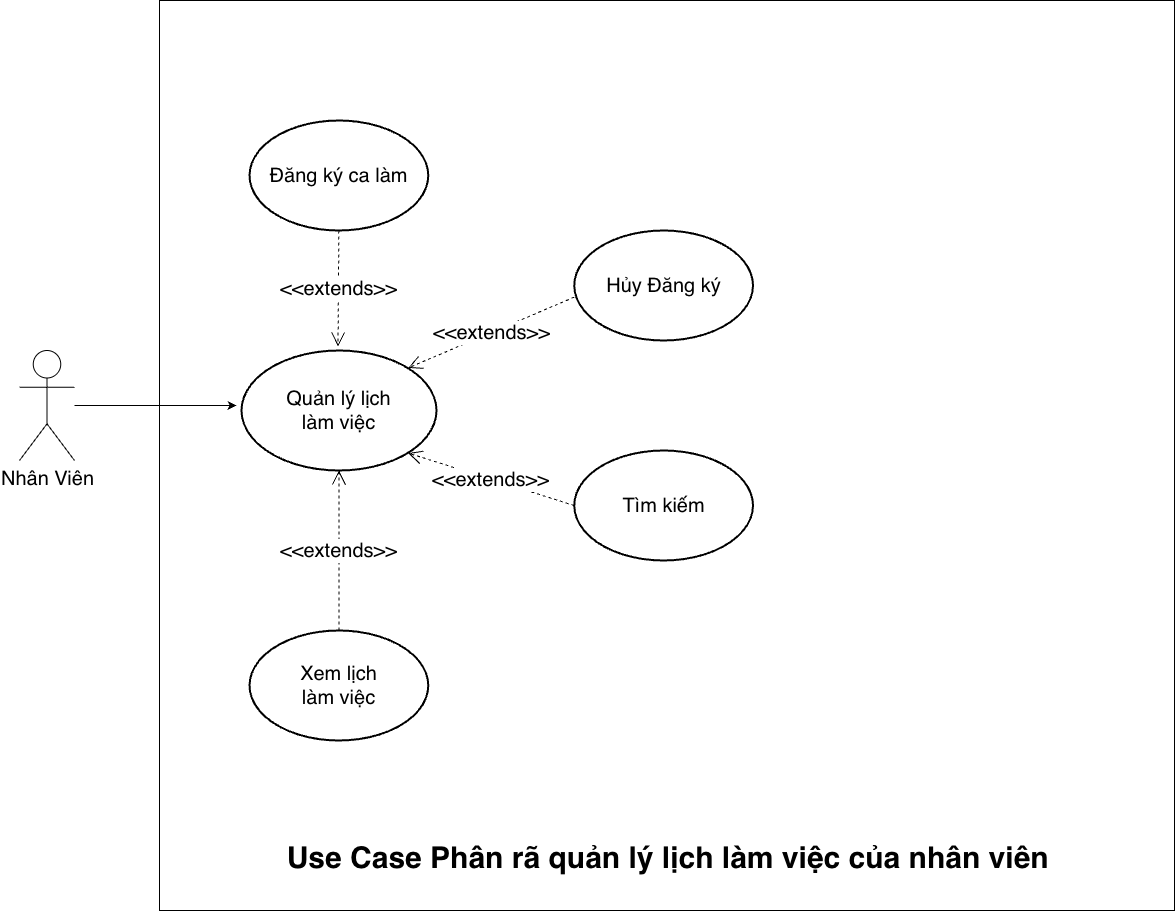 Đăng ký ca làm
<<extends>>
Hủy Đăng ký
<<extends>>
Quản lý lịch
làm việc
Nhân Viên
<<extends>>
Tìm kiếm
<<extends>>
Xem lịch
làm việc
Use Case Phân rã quản lý lịch làm việc của nhân viên